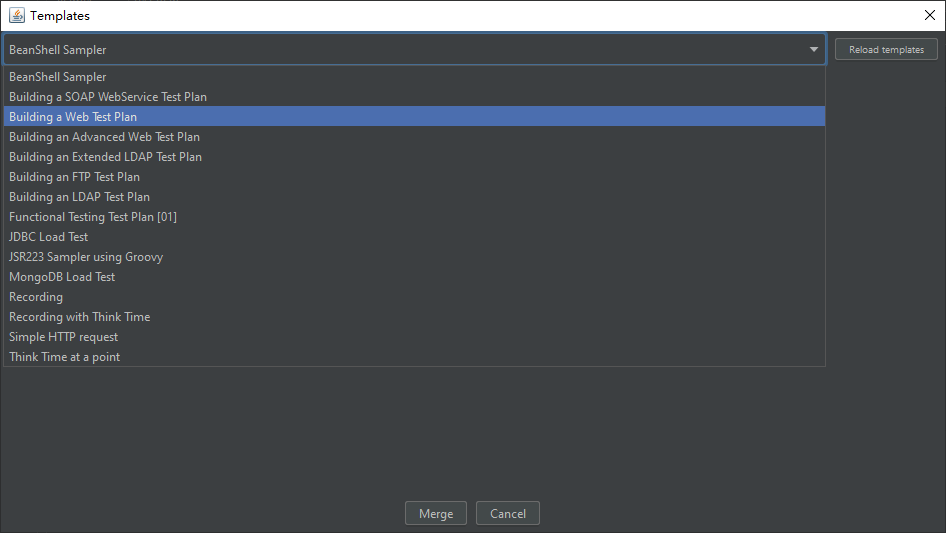 Templates
BeanShell Sampler
Reload templates
BeanShell Sampler
Building a SOAP WebService Test Plan
Building a Web Test Plan
Building an Advanced Web Test Plan
Building an Extended LDAP Test Plan
Building an FTP Test Plan
Building an LDAP Test Plan
Functional Testing Test Plan [01]
JDBC Load Test
JSR223 Sampler using Groovy
MongoDB Load Test
Recording
Recording with Think Time
Simple HTTP request
Think Time at a point
Merge
Cancel